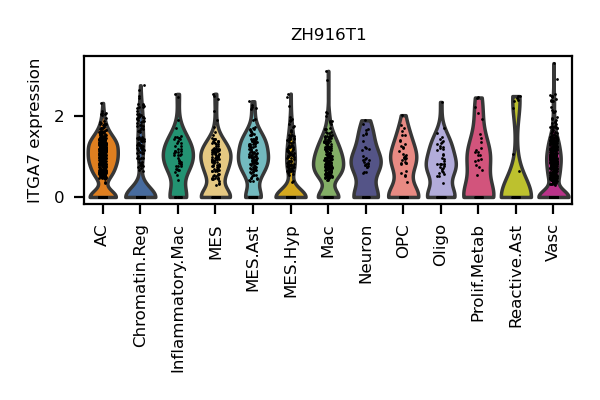 ZH916T1
ITGA7 expression
2
0
AC
Chromatin.Reg
Inflammatory.Mac
MES
MES.Ast
MES.Hyp
Mac
Neuron
OPC
Oligo
Prolif.Metab
Reactive.Ast
Vasc